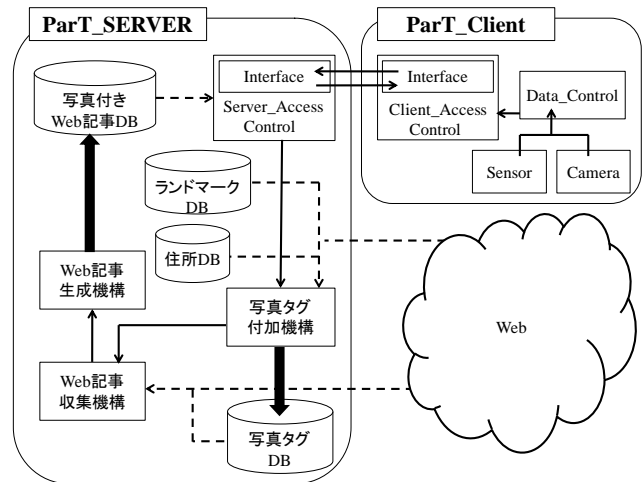 ParT_SERVER
ParT_Client
Interface
Server_Access
Control
Interface
Client_Access
Control
Data_Control
Sensor
Camera
写真付き
Web記事DB
ランドマーク
DB
住所DB
Web記事
生成機構
写真タグ
付加機構
Web記事
収集機構
写真タグ
DB
Web